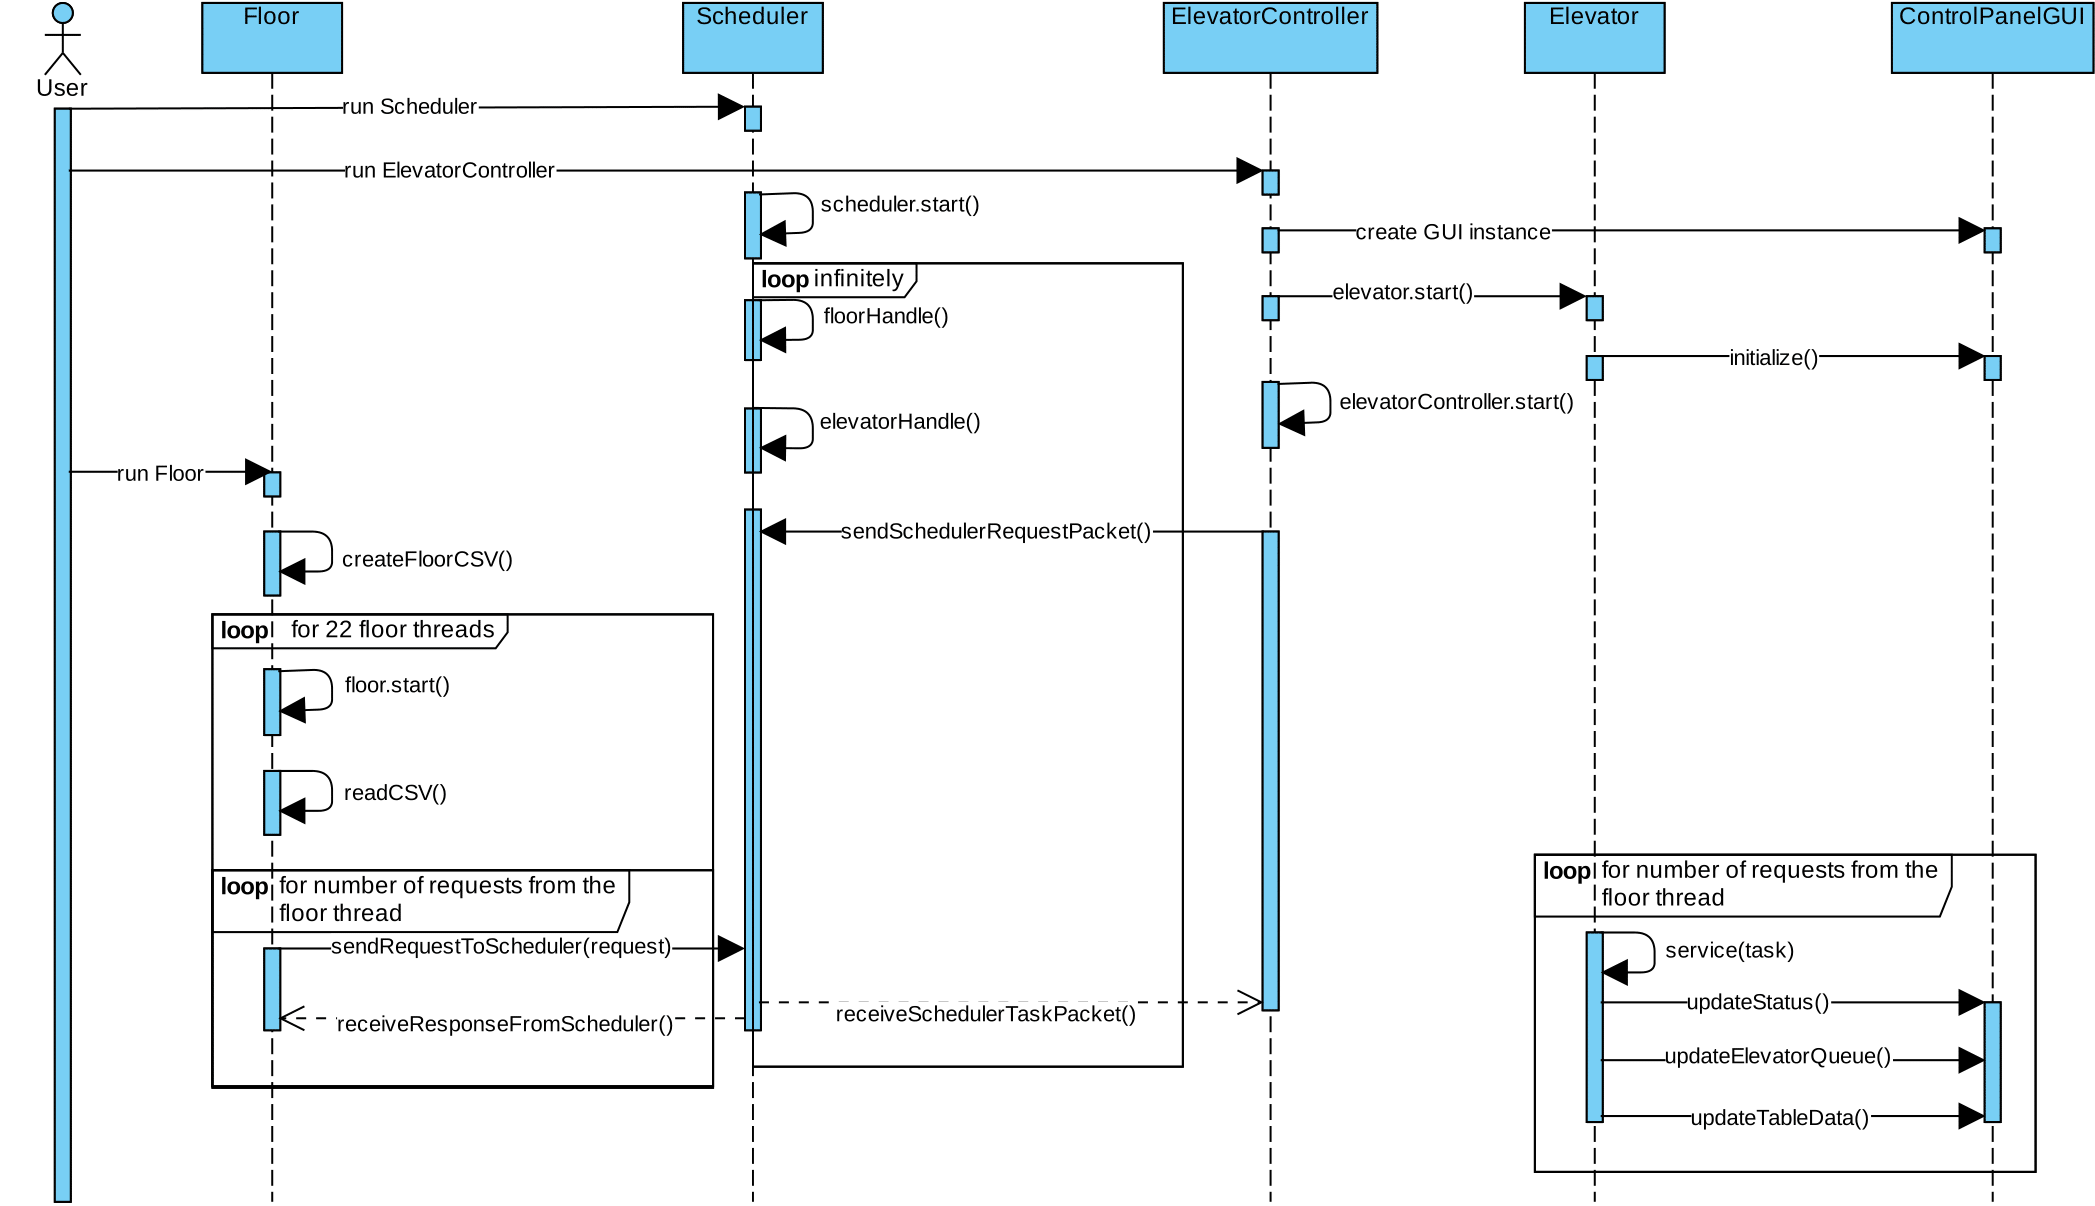 Floor
Scheduler
ElevatorController
Elevator
ControlPanelGUI
User
run Scheduler
run ElevatorController
scheduler.start()
create GUI instance
loop infinitely
elevator.start()
floorHandle()
initialize()
elevatorController.start()
elevatorHandle()
run Floor
sendSchedulerRequestPacket()
createFloorCSV()
loop for 22 floor threads
floor.start()
readCSV()
loop for number of requests from the
floor thread
loop for number of requests from the
floor thread
sendRequestToScheduler(request)
service(task)
updateStatus()
receiveSchedulerTaskPacket()
receiveResponseFromScheduler()
updateElevatorQueue()
updateTableData()